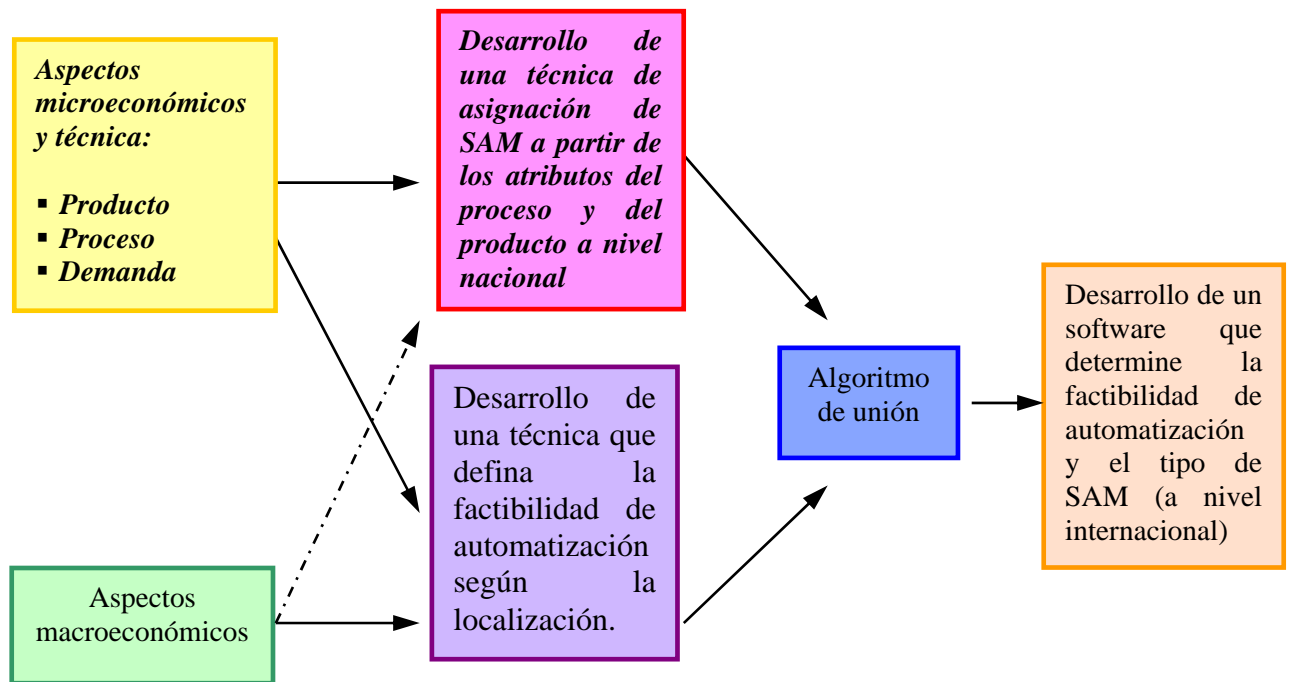 Aspectos
microeconómicos
y técnica:
▪ Producto
▪ Proceso
▪ Demanda
Desarrollo de
una técnica de
asignación de
SAM a partir de
los atributos del
proceso y del
producto a nivel
nacional
Aspectos
macroeconómicos
Desarrollo de
una técnica que
defina la
factibilidad de
automatización
según la
localización.
Algoritmo
de unión
Desarrollo de un
software que
determine la
factibilidad de
automatización
y el tipo de
SAM (a nivel
internacional)